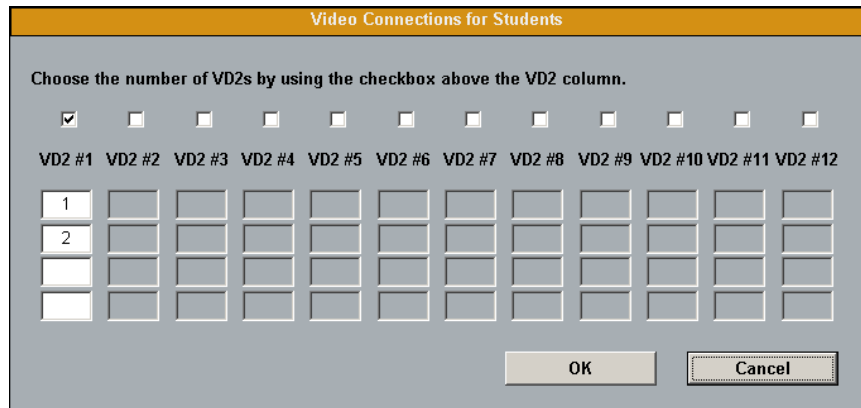 Video Connections for Students
Choose the number of VD2s by using the checkbox above the VD2 column.
VD2 #1 VD2 #2 VD2 #3 VD2 #4 VD2 #5 VD2 #6 VD2 #7 VD2 #8 VD2 #9 VD2 #10 VD2 #11 VD2 #12
1
2
OK Cancel